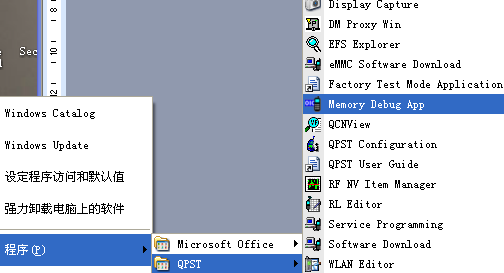 Sec
10
12
Windows Catalog
Windows Update
设定程序访问和默认值
强力卸载电脑上的软件
程序(P)
Microsoft Office
QPST
Display Capture
DM Proxy Win
EFS Explorer
eMMC Software Download
Factory Test Mode Application
Memory Debug App
QCNView
QPST Configuration
QPST User Guide
RF NV Item Manager
RL Editor
Service Programming
Software Download
WLAN Editor